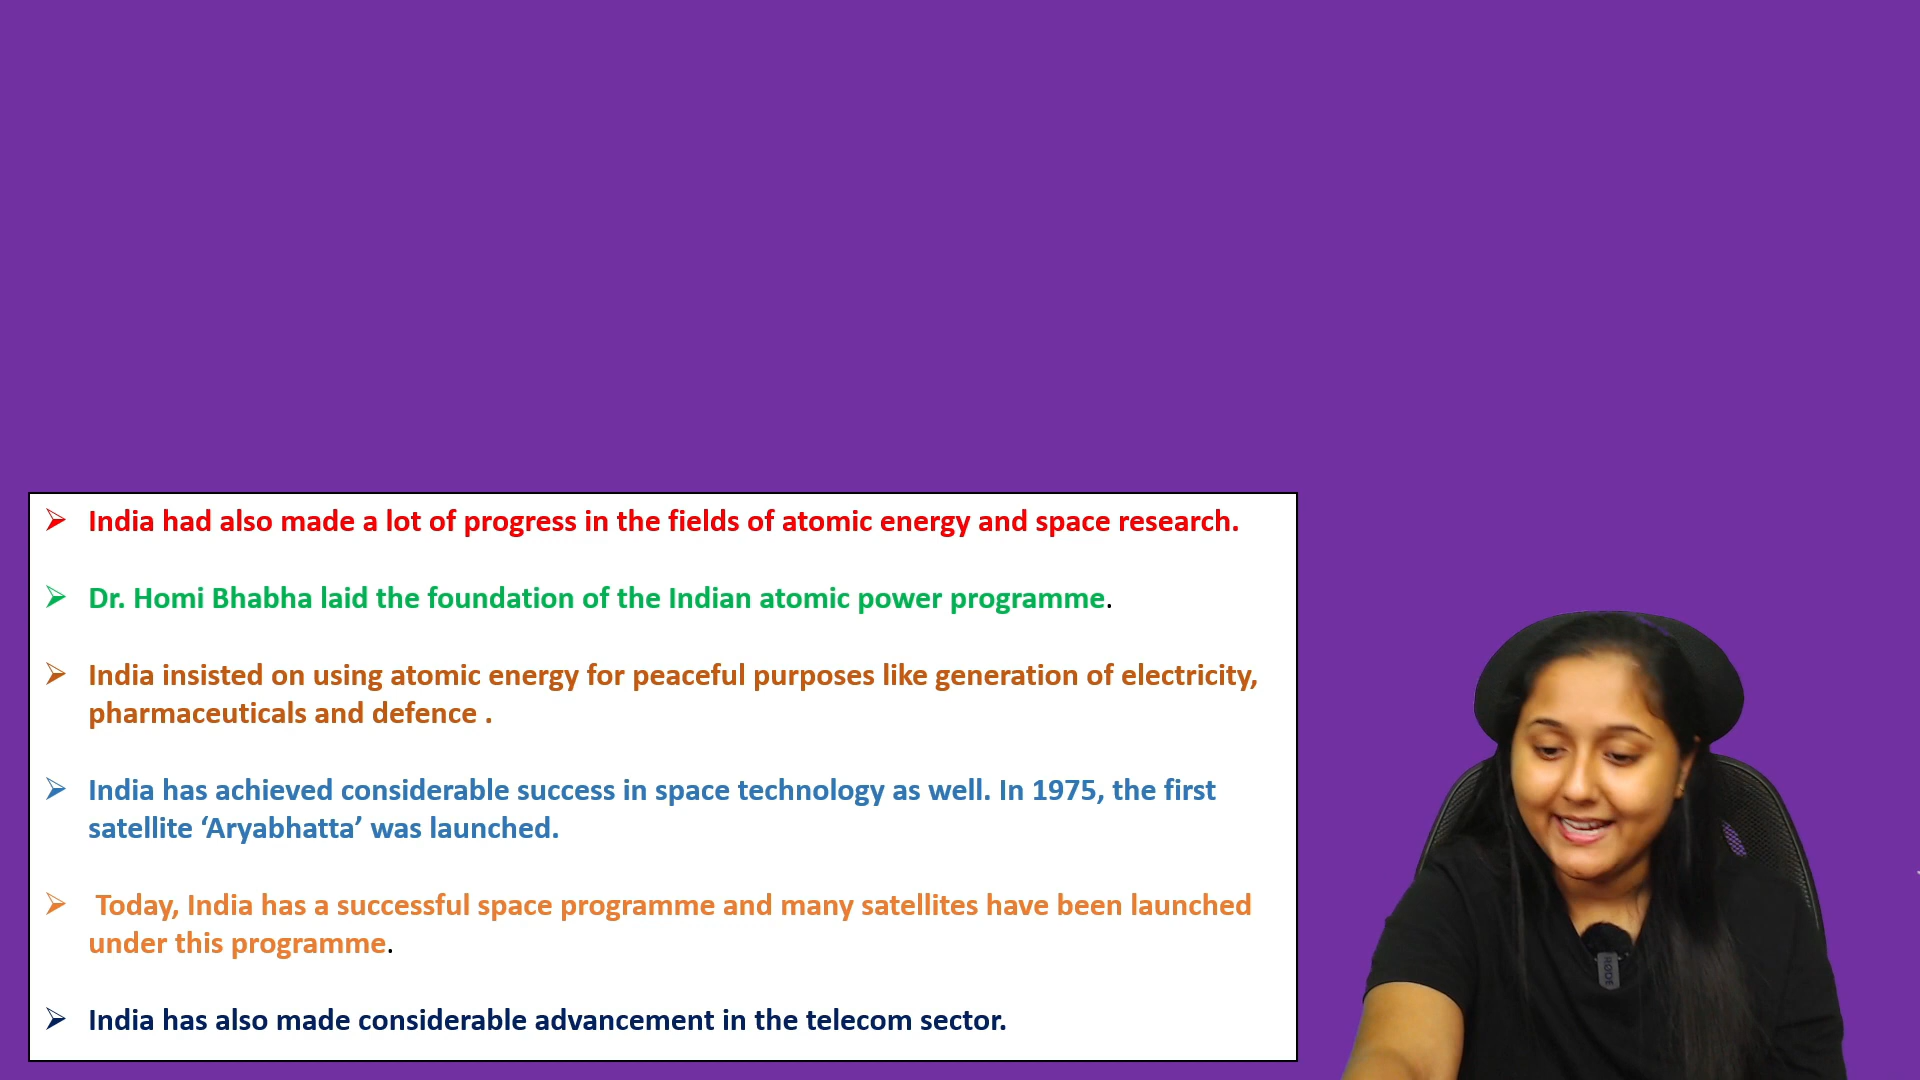 India had also made a lot of progress in the fields of atomic energy and space research.
Dr. Homi Bhabha laid the foundation of the Indian atomic power programme.
India insisted on using atomic energy for peaceful purposes like generation of electricity,
pharmaceuticals and defence .
India has achieved considerable success in space technology as well. In 1975, the first
satellite ‘Aryabhatta’ was launched.
Today, India has a successful space programme and many satellites have been launched
under this programme.
India has also made considerable advancement in the telecom sector.
RODE